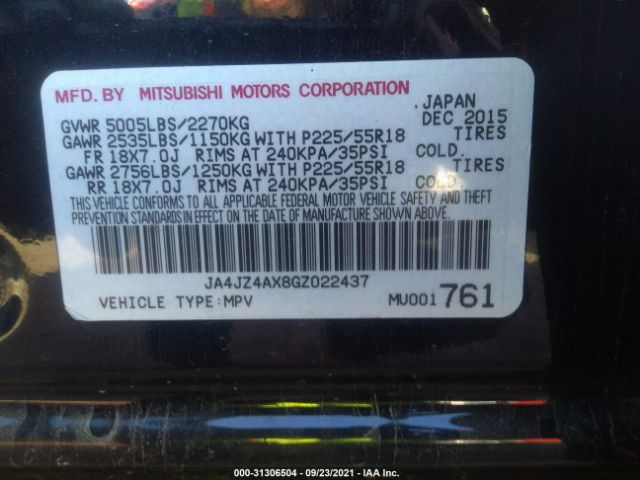 MFD. BY MITSUBISHI MOTORS CORPORATION
, JAPAN
GVWR 5005LBS/2270KG DEC 2015
GAWR 2535LBS/1150KG WITH P225/55R18 TIRES
FR 18X7.0J RIMS AT 240KPA/35PSI COLD.
GAWR 2756LBS/1250KG WITH P225/55R18 TIRES
RR 18X7.0J RIMS AT 240KPA/35PSI COLD.
THIS VEHICLE CONFORMS TO ALL APPLICABLE FEDERAL MOTOR VEHICLE SAFETY AND THEFT
PREVENTION STANDARDS IN EFFECT ON THE DATE OF MANUFACTURE SHOWN ABOVE.
JA4JZ4AX8GZ022437
VEHICLE TYPE:MPV MU001 761
000-31306504 - 09/23/2021 - IAA Inc.